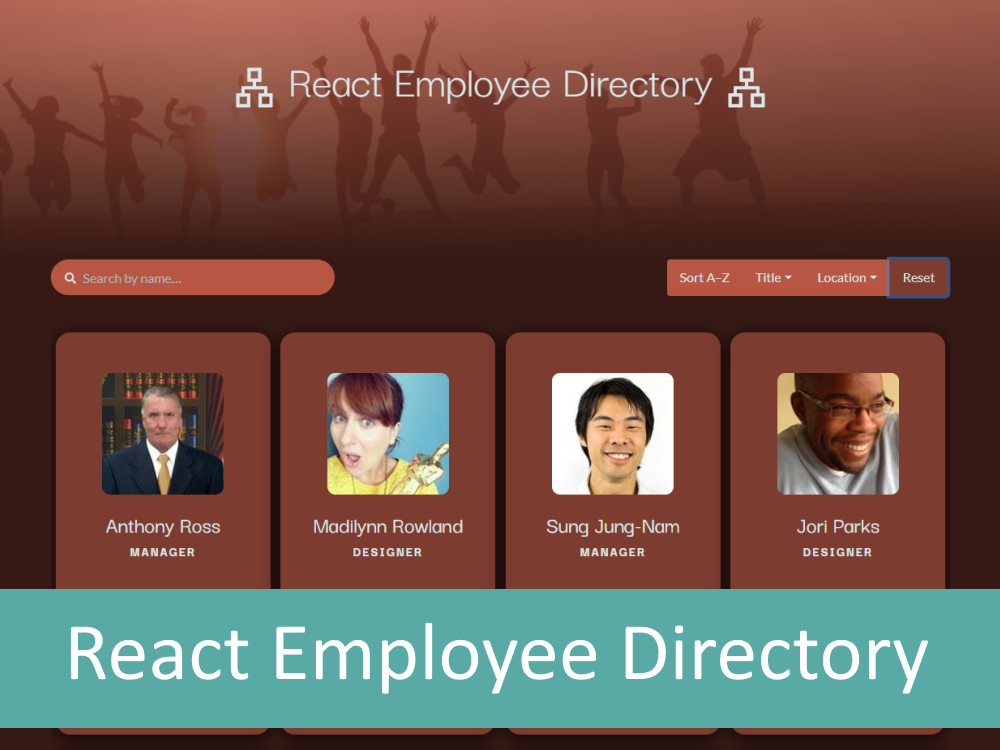 React Employee Directory
Search by name...
Sort A–Z Title Location Reset
Anthony Ross Madilynn Rowland Sung Jung-Nam Jori Parks
MANAGER DESIGNER MANAGER DESIGNER
React Employee Directory